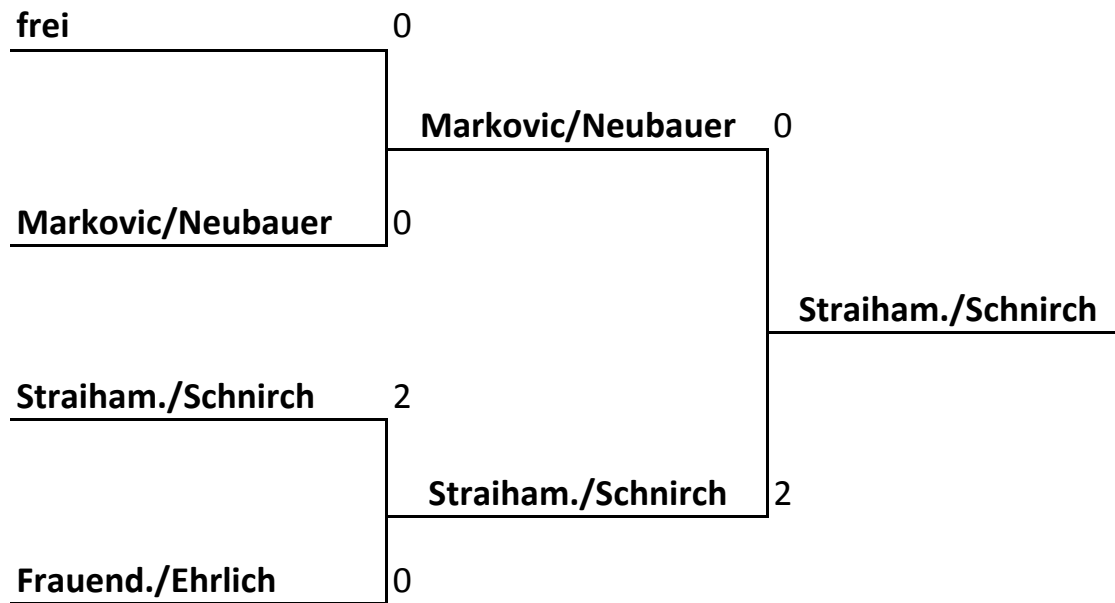 frei 0
Markovic/Neubauer 0
Markovic/Neubauer 0
Straiham./Schnirch
Straiham./Schnirch 2
Straiham./Schnirch 2
Frauend./Ehrlich 0